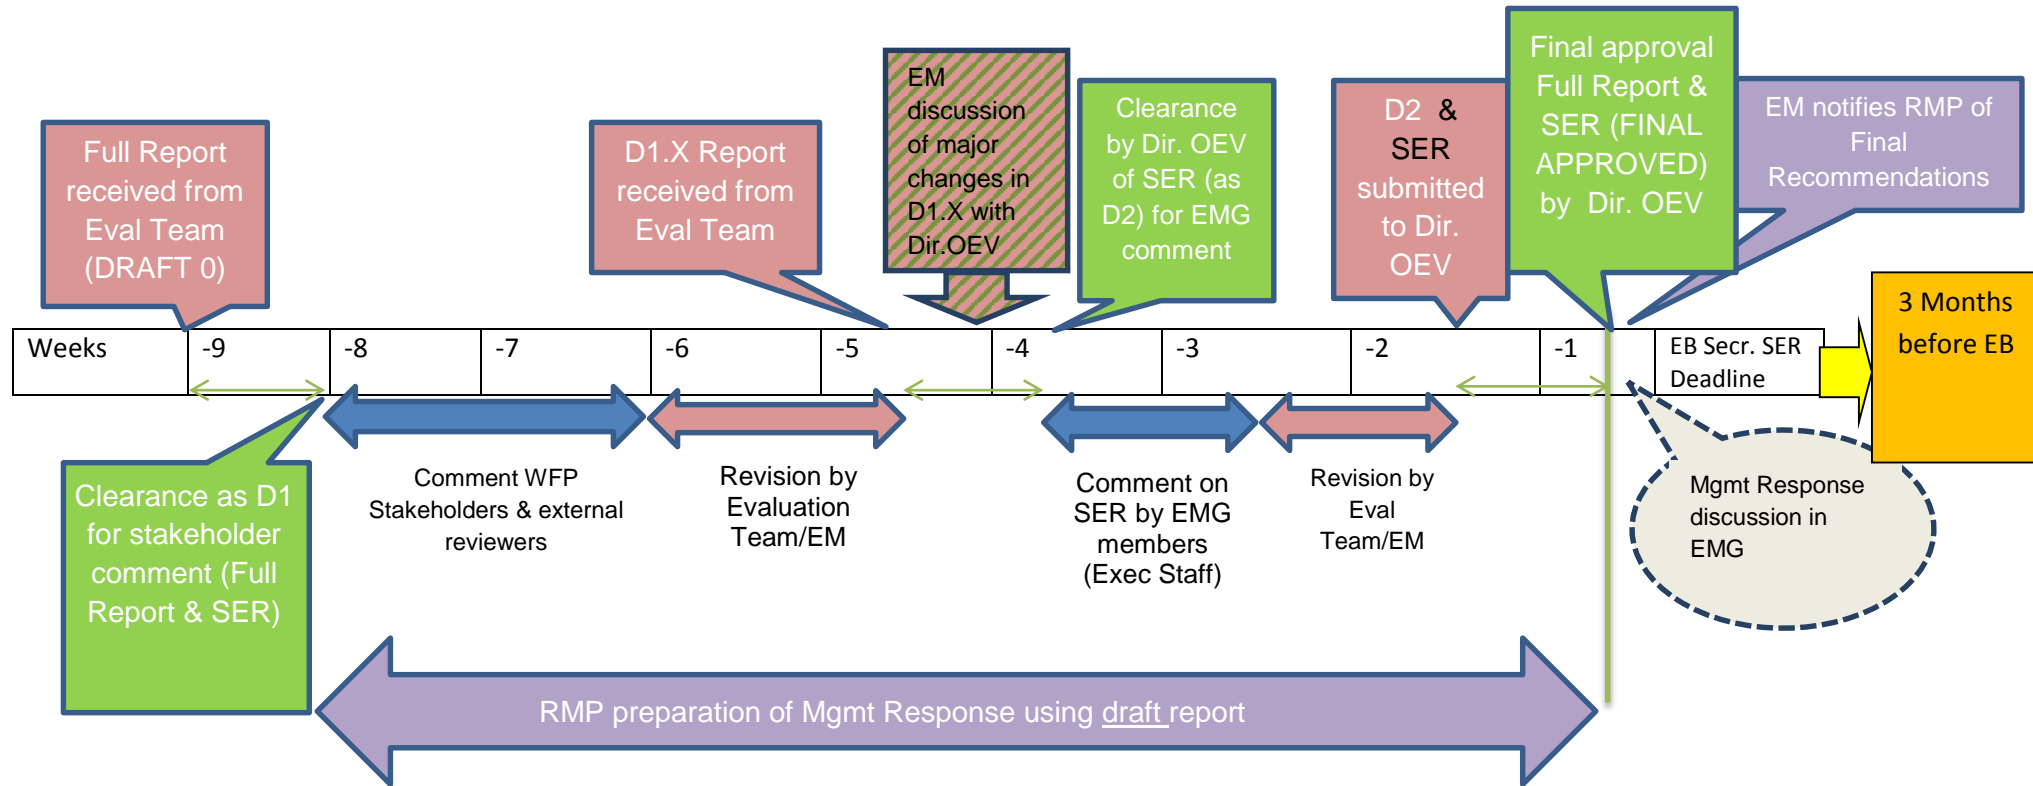 Full Report
received from
Eval Team
(DRAFT 0)
D1.X Report
received from
Eval Team
EM
discussion
of major
changes in
D1.X with
Dir.OEV
Clearance
by Dir. OEV
of SER (as
D2) for EMG
comment
D2 &
SER
submitted
to Dir.
OEV
Final approval
Full Report &
SER (FINAL
APPROVED)
by Dir. OEV
EM notifies RMP of
Final
Recommendations
3 Months
before EB
Weeks
-9
-8
-7
-6
-5
-4
-3
-2
-1
EB Secr. SER
Deadline
Clearance as D1
for stakeholder
comment (Full
Report & SER)
Comment WFP
Stakeholders & external
reviewers
Revision by
Evaluation
Team/EM
Comment on
SER by EMG
members
(Exec Staff)
Revision by
Eval
Team/EM
Mgmt Response
discussion in
EMG
RMP preparation of Mgmt Response using draft report